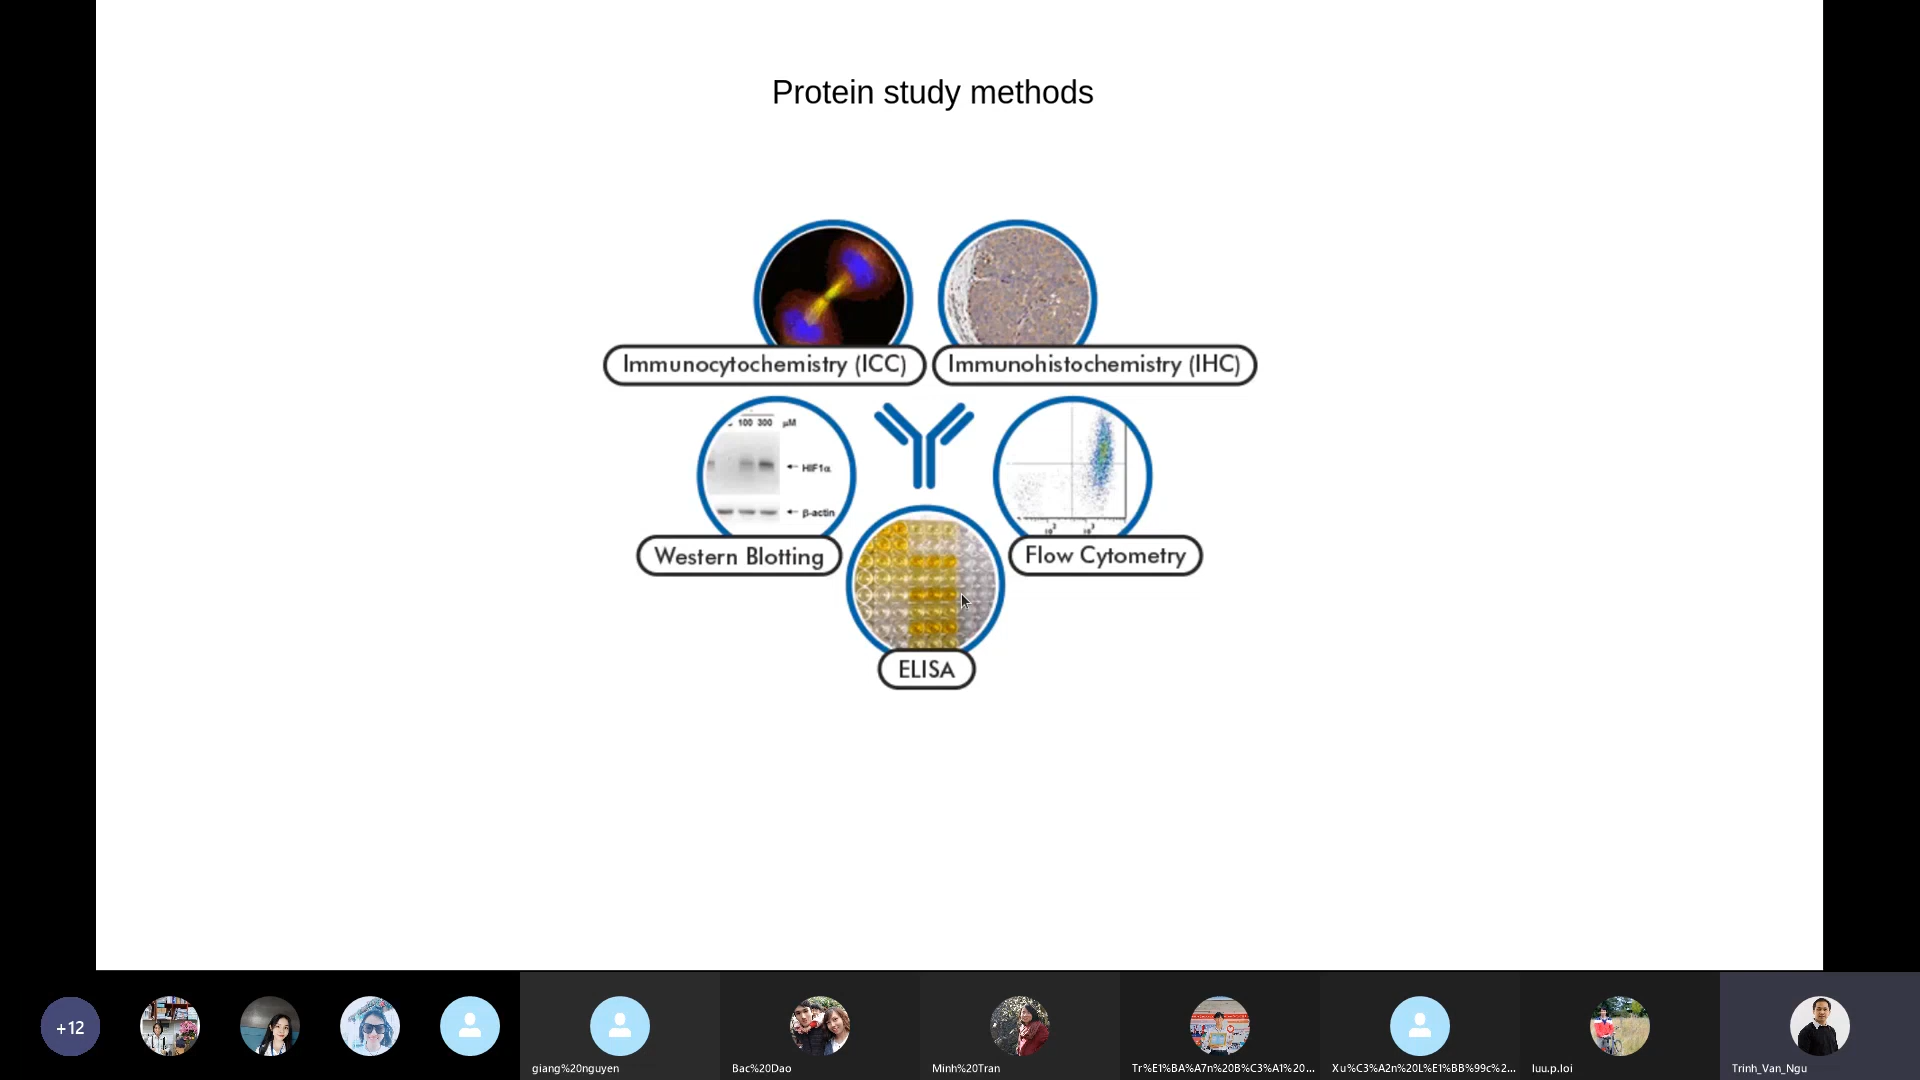 Protein study methods
Immunocytochemistry (ICC)
Immunohistochemistry (IHC)
100 300 µM
HIF1α
β-actin
10² 10³
Western Blotting
Flow Cytometry
ELISA
+12
giang%20nguyen
Bac%20Dao
Minh%20Tran
Tr%E1%BA%A7n%20B%C3%A1%20...
Xu%C3%A2n%20L%E1%BB%99c%2...
luu.p.loi
Trinh_Van_Ngu